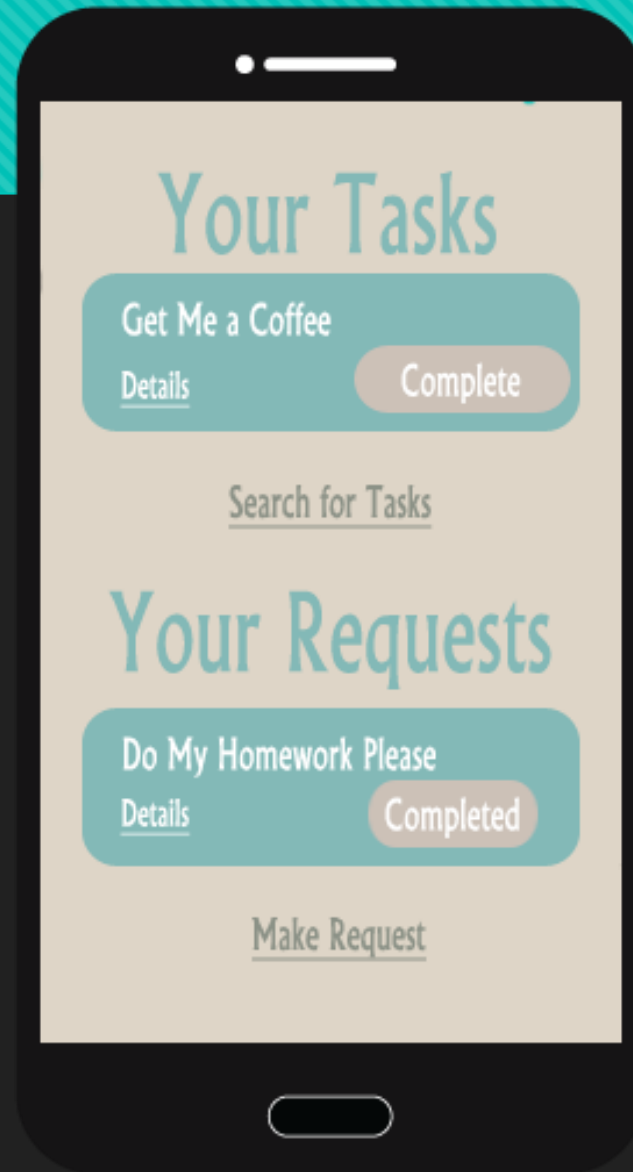 Your Tasks
Get Me a Coffee
Details
Complete
Search for Tasks
Your Requests
Do My Homework Please
Details
Completed
Make Request